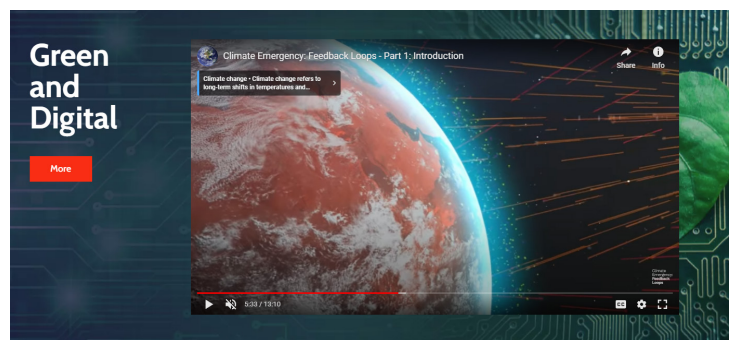 Green
and
Digital
More
Climate Emergency: Feedback Loops - Part 1: Introduction
Share
Info
Climate change • Climate change refers to
long-term shifts in temperatures and...
Climate
Emergency:
Feedback
Loops
5:33 / 13:10
CC